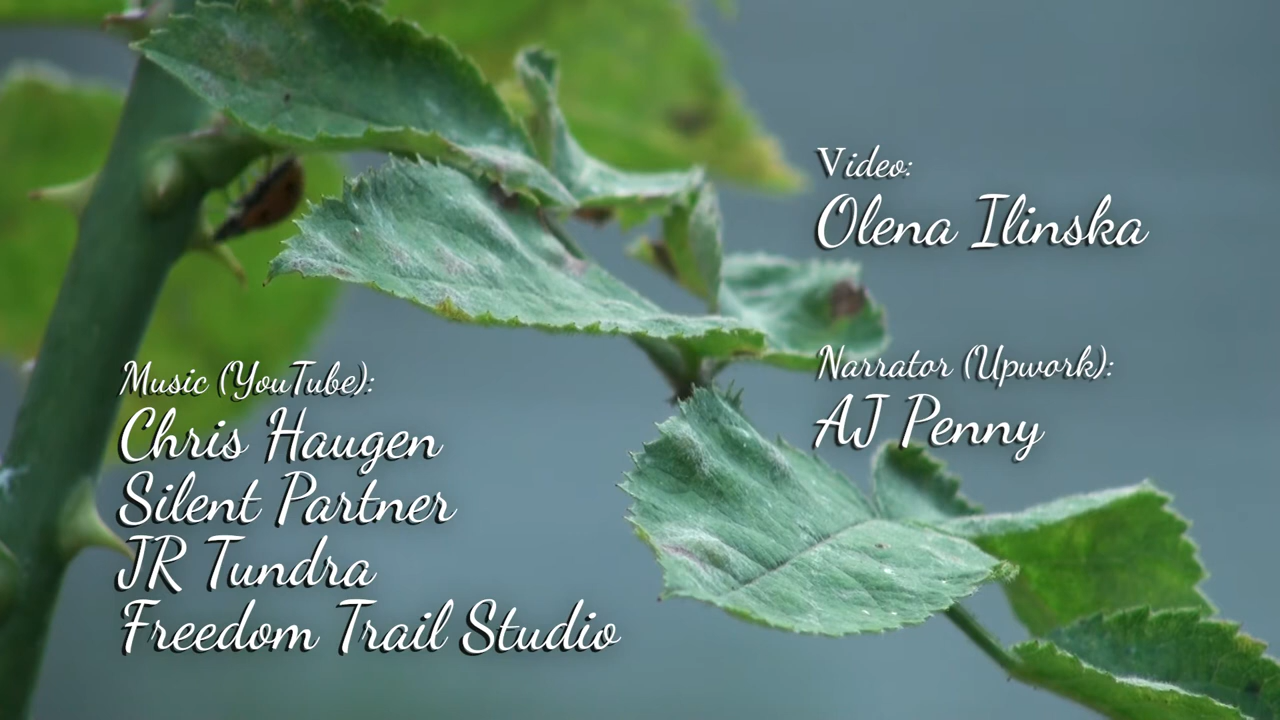 Video:
Olena Ilinska
Narrator (Upwork):
AJ Penny
Music (YouTube):
Chris Haugen
Silent Partner
JR Tundra
Freedom Trail Studio